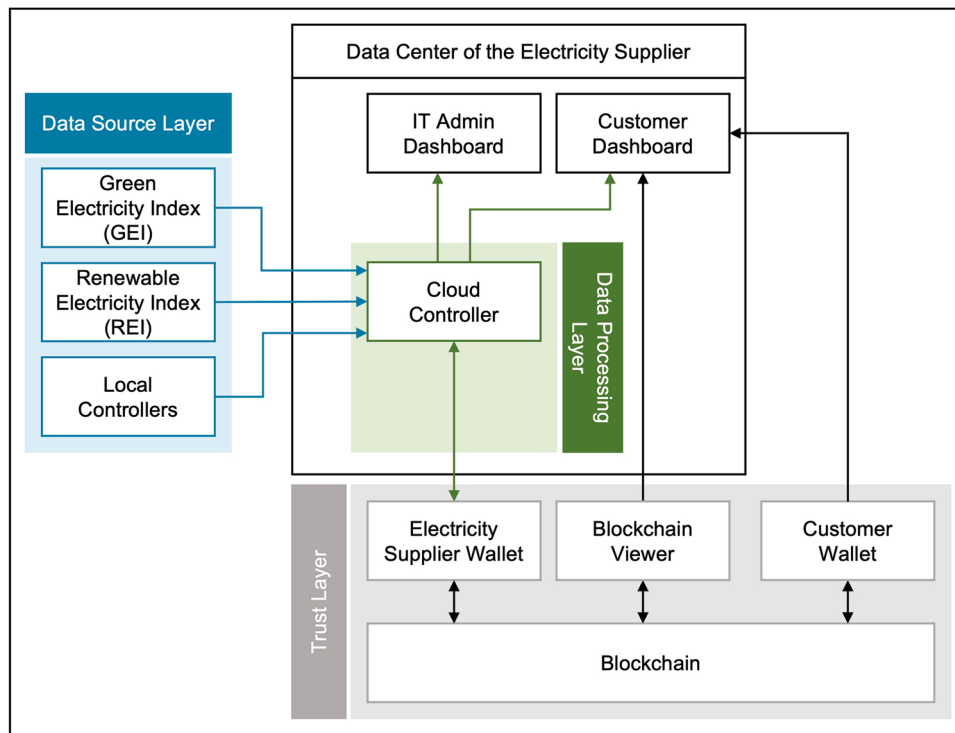 Data Center of the Electricity Supplier
Data Source Layer
IT Admin
Dashboard
Customer
Dashboard
Green
Electricity Index
(GEI)
Renewable
Electricity Index
(REI)
Local
Controllers
Cloud
Controller
Data Processing
Layer
Trust Layer
Electricity
Supplier Wallet
Blockchain
Viewer
Customer
Wallet
Blockchain